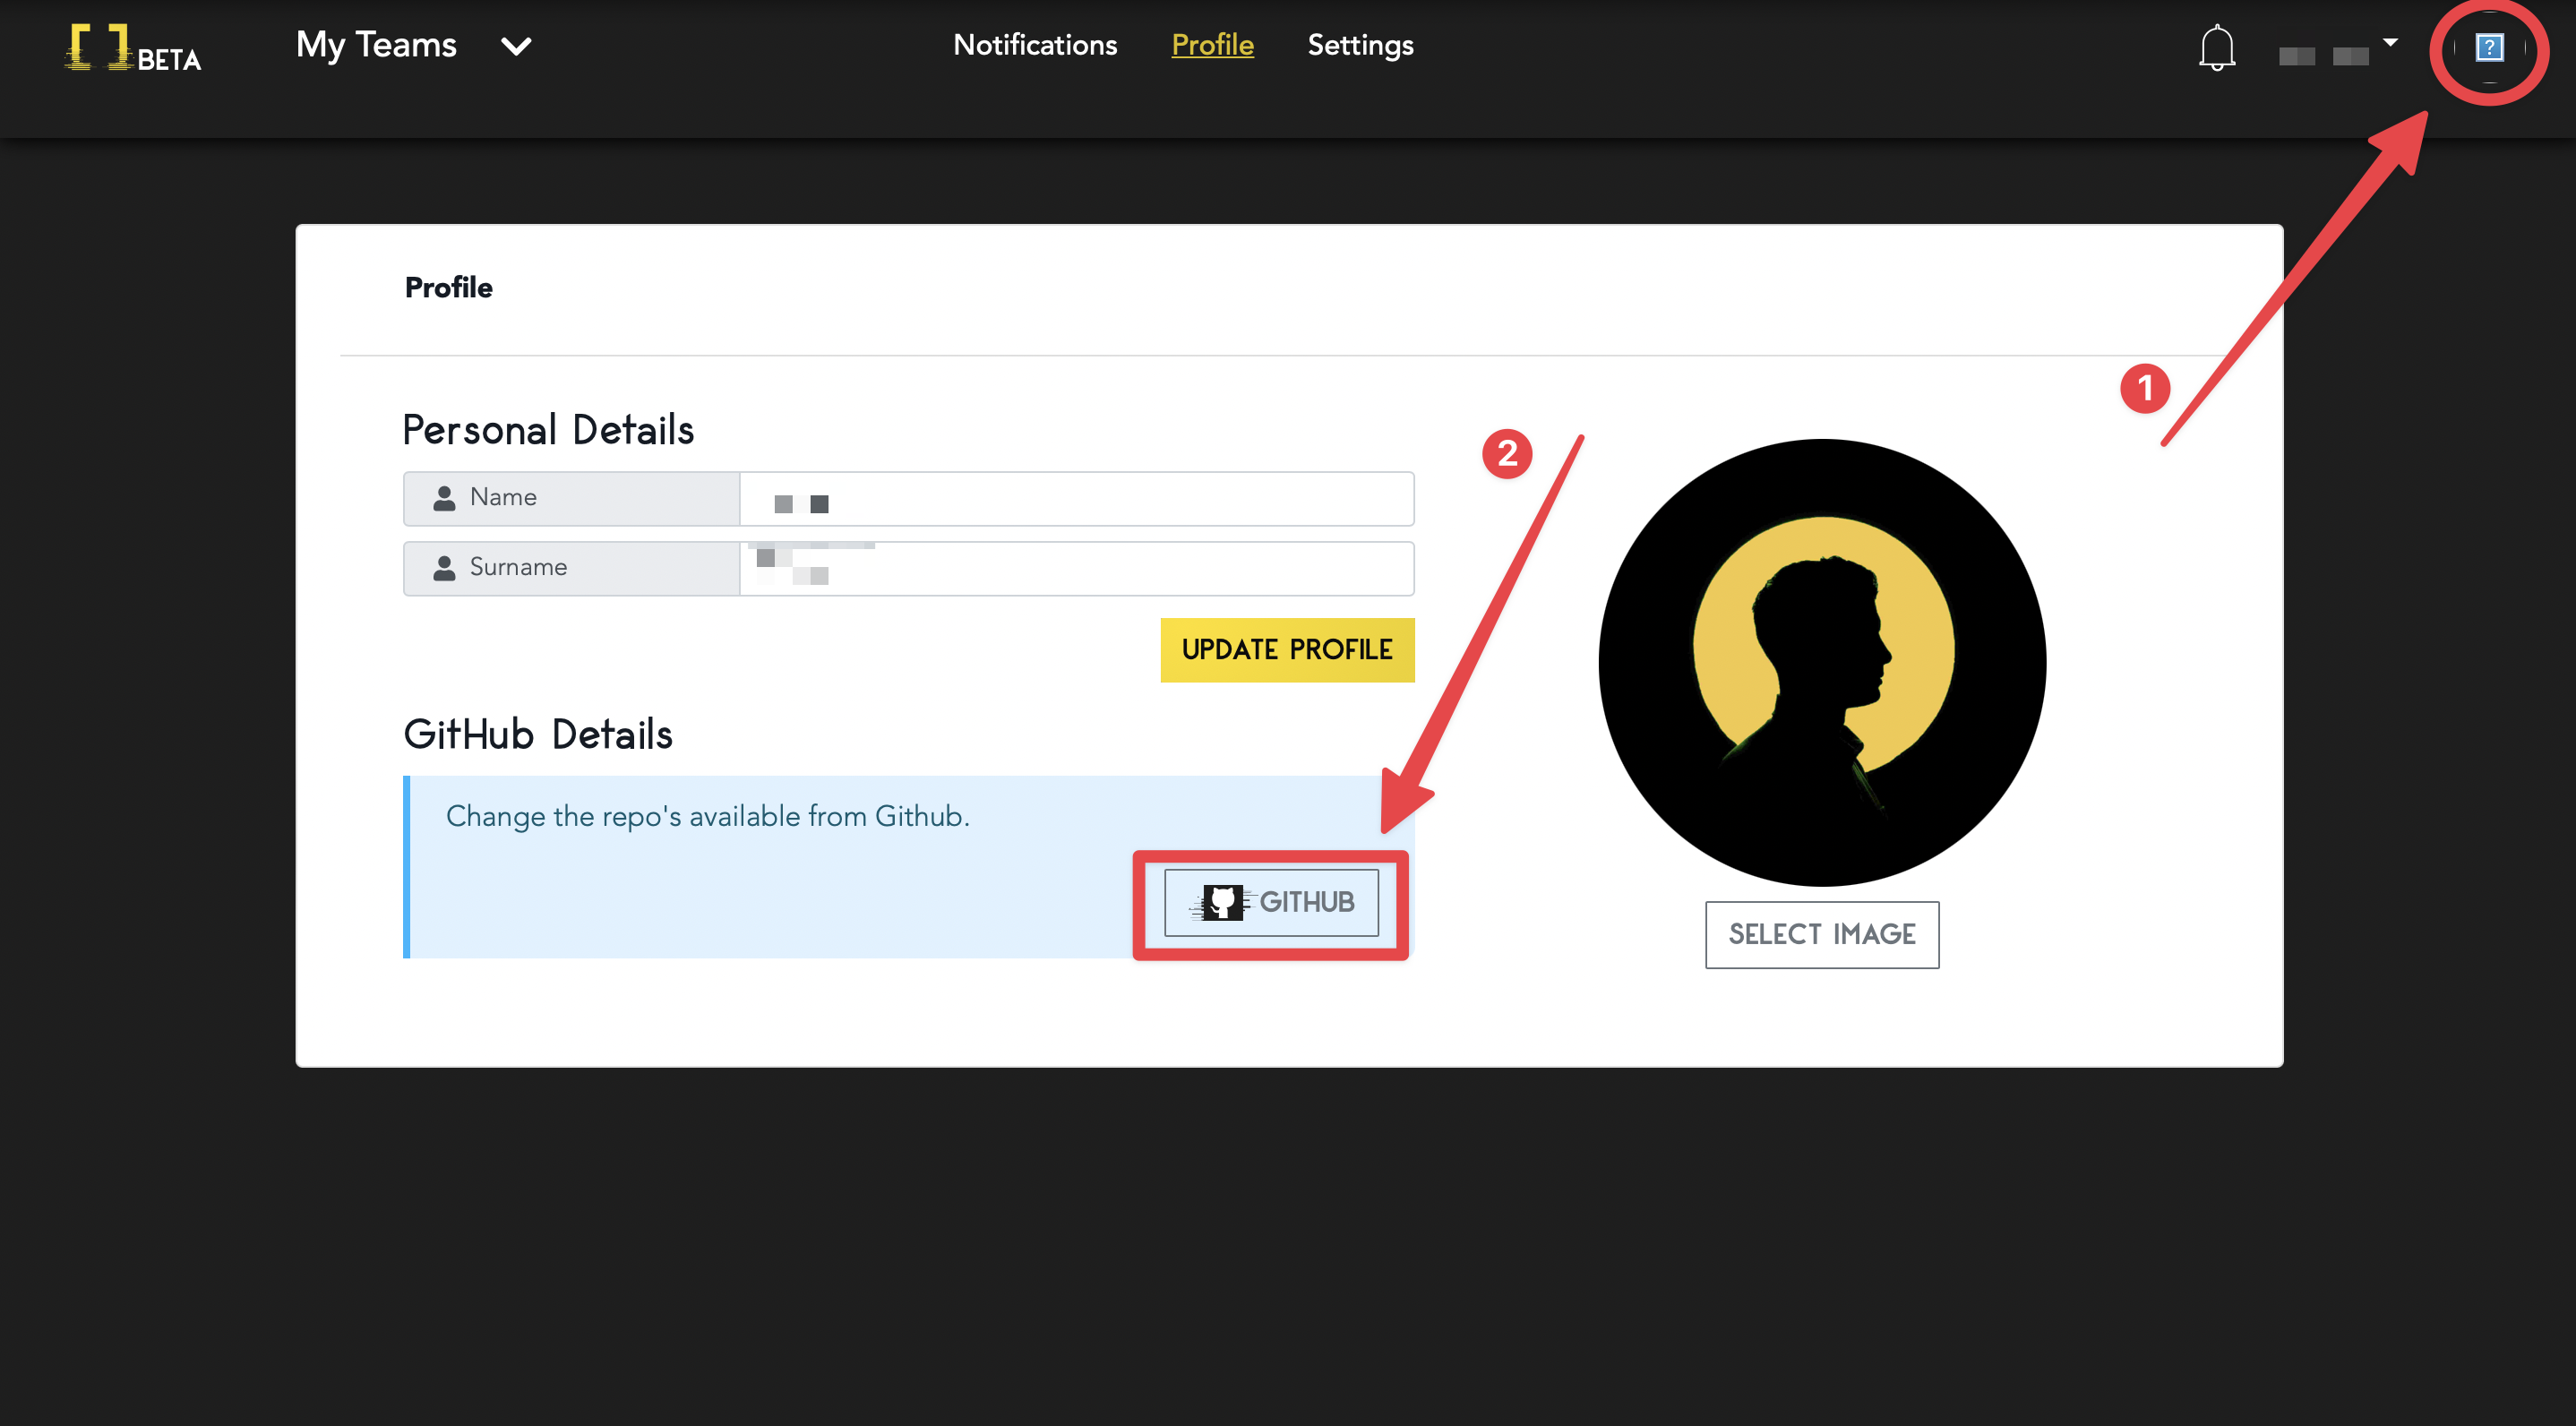 [ ] BETA
My Teams
Notifications
Profile
Settings
?
1
Profile
Personal Details
2
Name
Surname
UPDATE PROFILE
GitHub Details
Change the repo's available from Github.
GITHUB
SELECT IMAGE